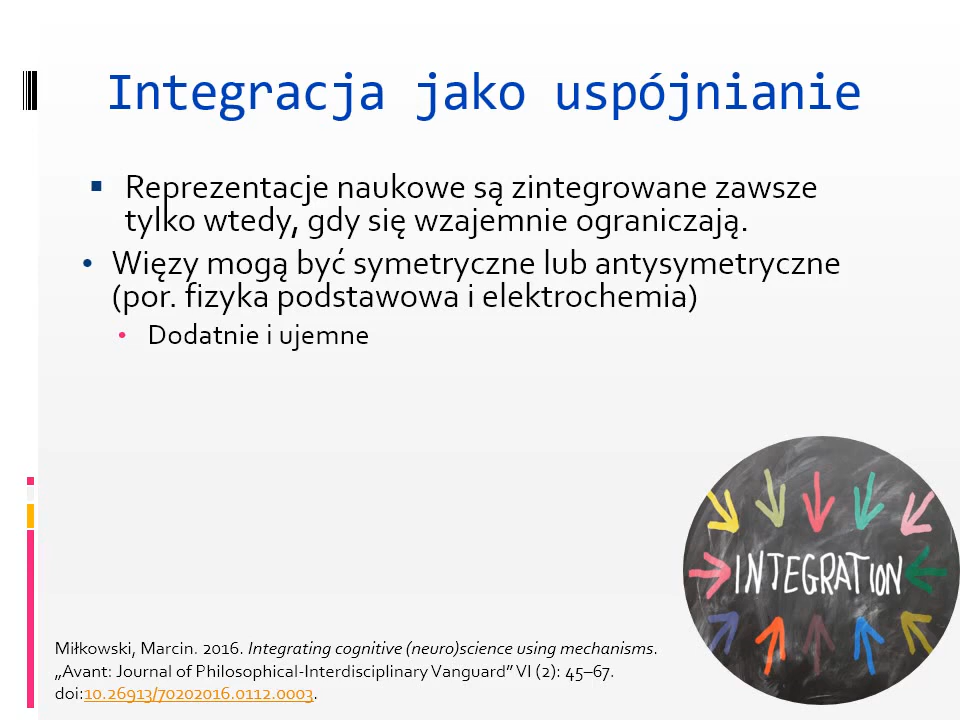 Integracja jako uspójnianie
Reprezentacje naukowe są zintegrowane zawsze
tylko wtedy, gdy się wzajemnie ograniczają.
Więzy mogą być symetryczne lub antysymetryczne
(por. fizyka podstawowa i elektrochemia)
Dodatnie i ujemne
INTEGRATION
Miłkowski, Marcin. 2016. Integrating cognitive (neuro)science using mechanisms.
„Avant: Journal of Philosophical-Interdisciplinary Vanguard” VI (2): 45–67.
doi:10.26913/70202016.0112.0003.